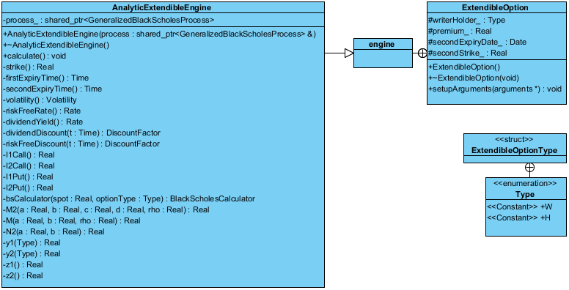 AnalyticExtendibleEngine
-process_ : shared_ptr<GeneralizedBlackScholesProcess>
+AnalyticExtendibleEngine(process : shared_ptr<GeneralizedBlackScholesProcess> &)
+~AnalyticExtendibleEngine()
+calculate() : void
-strike() : Real
-firstExpiryTime() : Time
-secondExpiryTime() : Time
-volatility() : Volatility
-riskFreeRate() : Rate
-dividendYield() : Rate
-dividendDiscount(t : Time) : DiscountFactor
-riskFreeDiscount(t : Time) : DiscountFactor
-I1Call() : Real
-I2Call() : Real
-I1Put() : Real
-I2Put() : Real
-bsCalculator(spot : Real, optionType : Type) : BlackScholesCalculator
-M2(a : Real, b : Real, c : Real, d : Real, rho : Real) : Real
-M(a : Real, b : Real, rho : Real) : Real
-N2(a : Real, b : Real) : Real
-y1(Type) : Real
-y2(Type) : Real
-z1() : Real
-z2() : Real
engine
ExtendibleOption
#writerHolder_ : Type
#premium_ : Real
#secondExpiryDate_ : Date
#secondStrike_ : Real
+ExtendibleOption()
+~ExtendibleOption(void)
+setupArguments(arguments *) : void
<<struct>>
ExtendibleOptionType
<<enumeration>>
Type
<<Constant>> +W
<<Constant>> +H